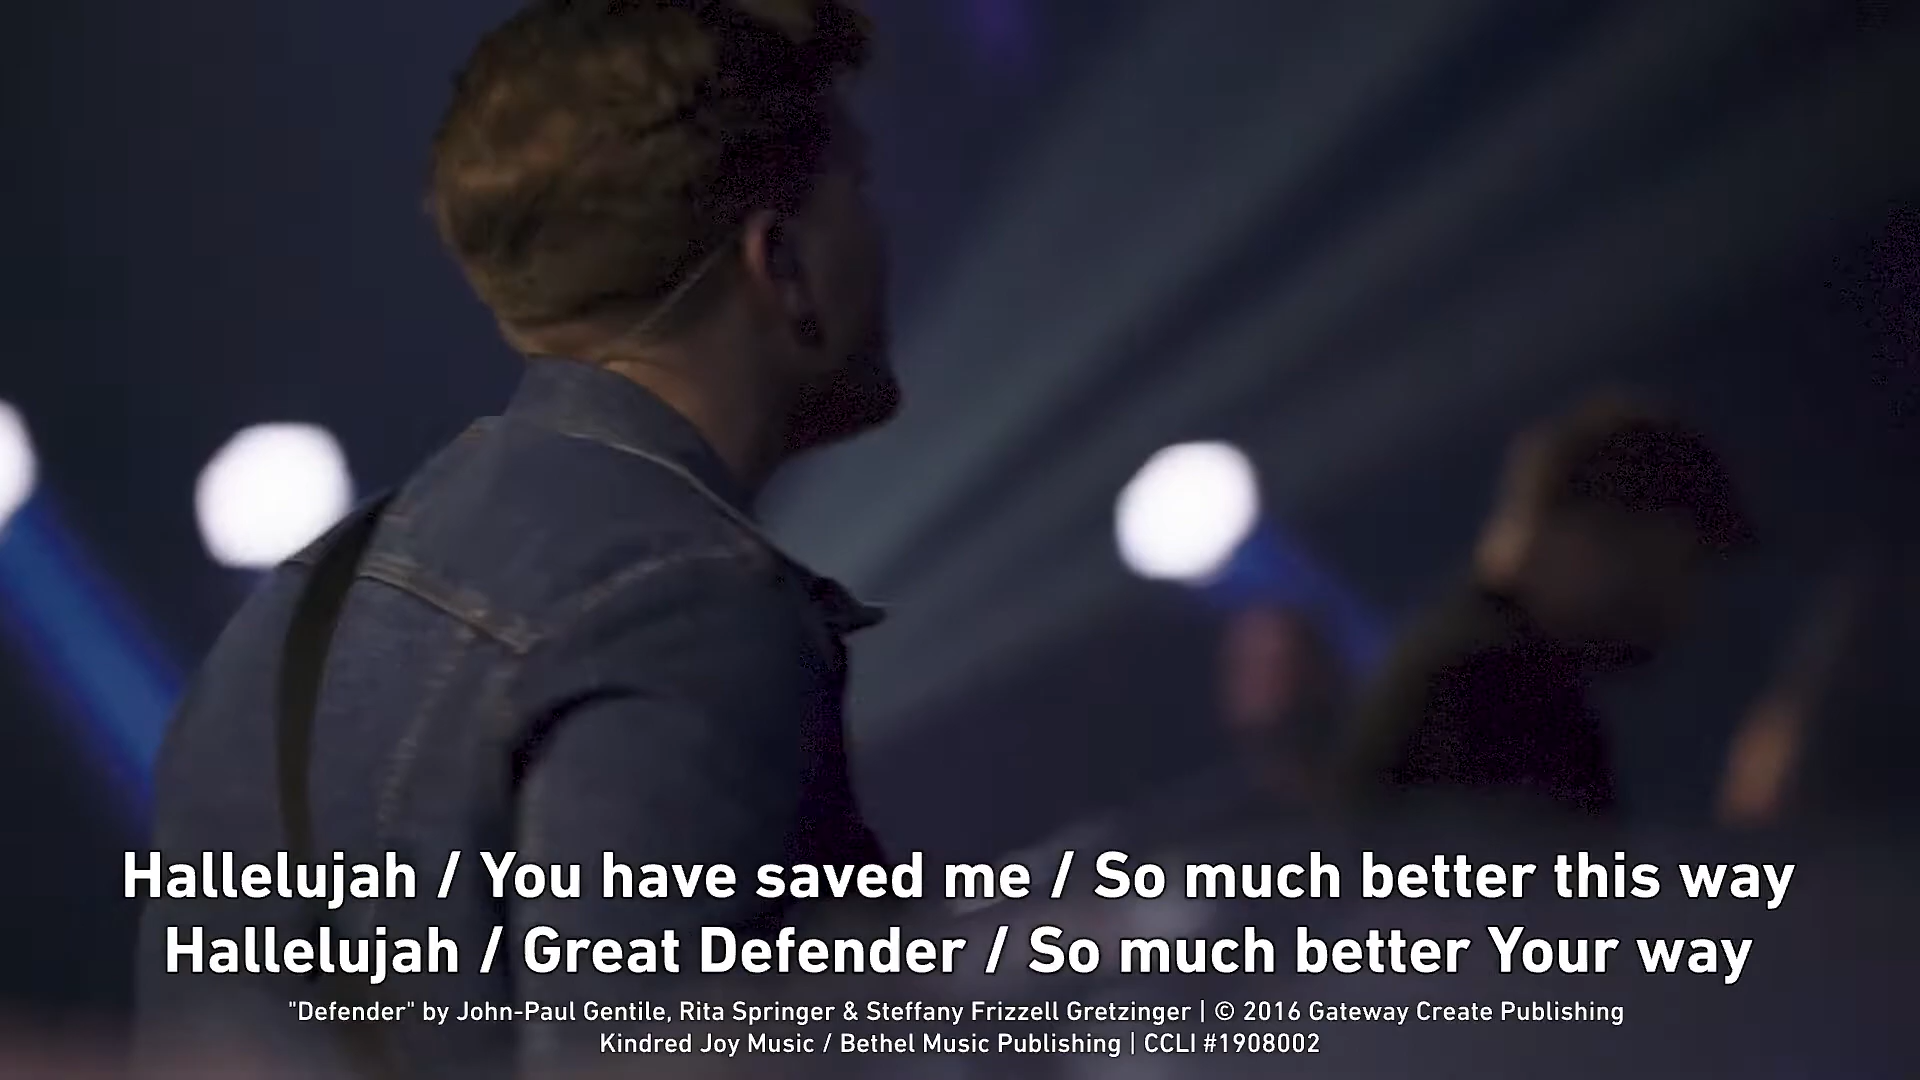 Hallelujah / You have saved me / So much better this way
Hallelujah / Great Defender / So much better Your way
"Defender" by John-Paul Gentile, Rita Springer & Steffany Frizzell Gretzinger | © 2016 Gateway Create Publishing
Kindred Joy Music / Bethel Music Publishing | CCLI #1908002